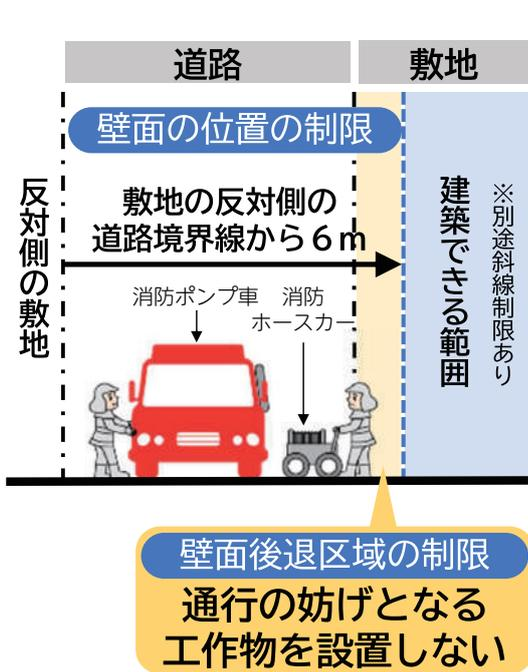 道路
敷地
壁面の位置の制限
敷地の反対側の
道路境界線から6m
反対側の敷地
消防ポンプ車
消防
ホースカー
建築できる範囲
※別途斜線制限あり
壁面後退区域の制限
通行の妨げとなる
工作物を設置しない